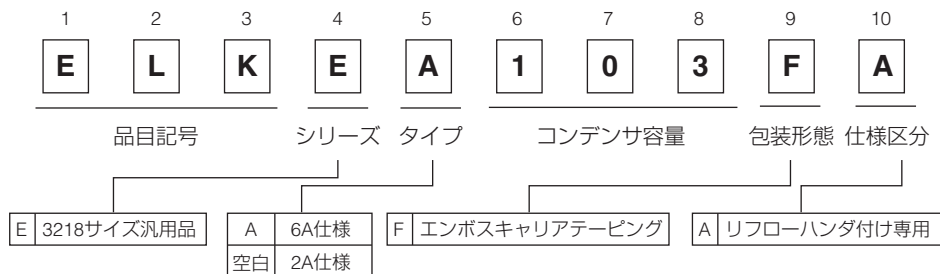 1 2 3 4 5 6 7 8 9 10
E L K E A 1 0 3 F A
品目記号 シリーズ タイプ コンデンサ容量 包装形態 仕様区分
E 3218サイズ汎用品 A 6A仕様 F エンボスキャリアテーピング A リフローハンダ付け専用
空白 2A仕様